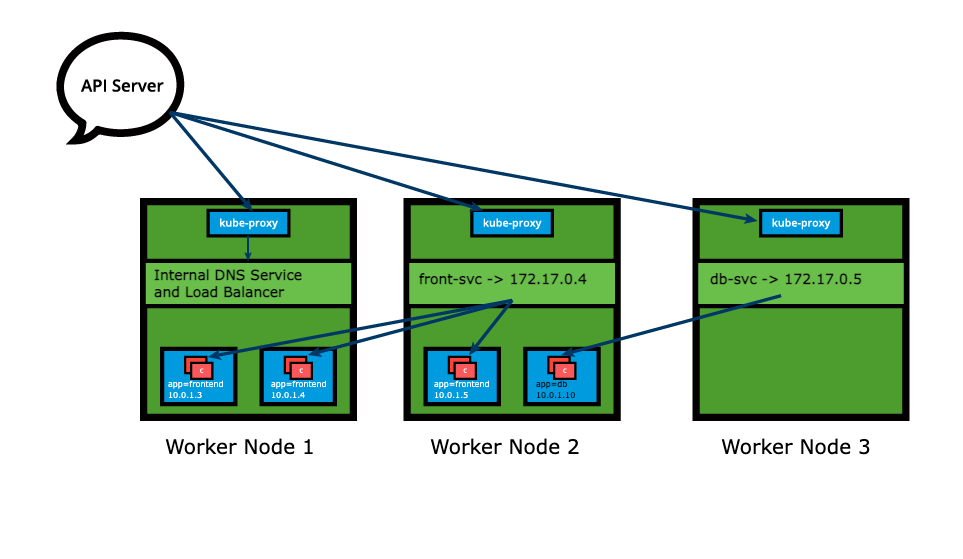 API Server
kube-proxy
kube-proxy
kube-proxy
Internal DNS Service
and Load Balancer
front-svc -> 172.17.0.4
db-svc -> 172.17.0.5
c
app=frontend
10.0.1.3
c
app=frontend
10.0.1.4
c
app=frontend
10.0.1.5
c
app=db
10.0.1.10
Worker Node 1
Worker Node 2
Worker Node 3